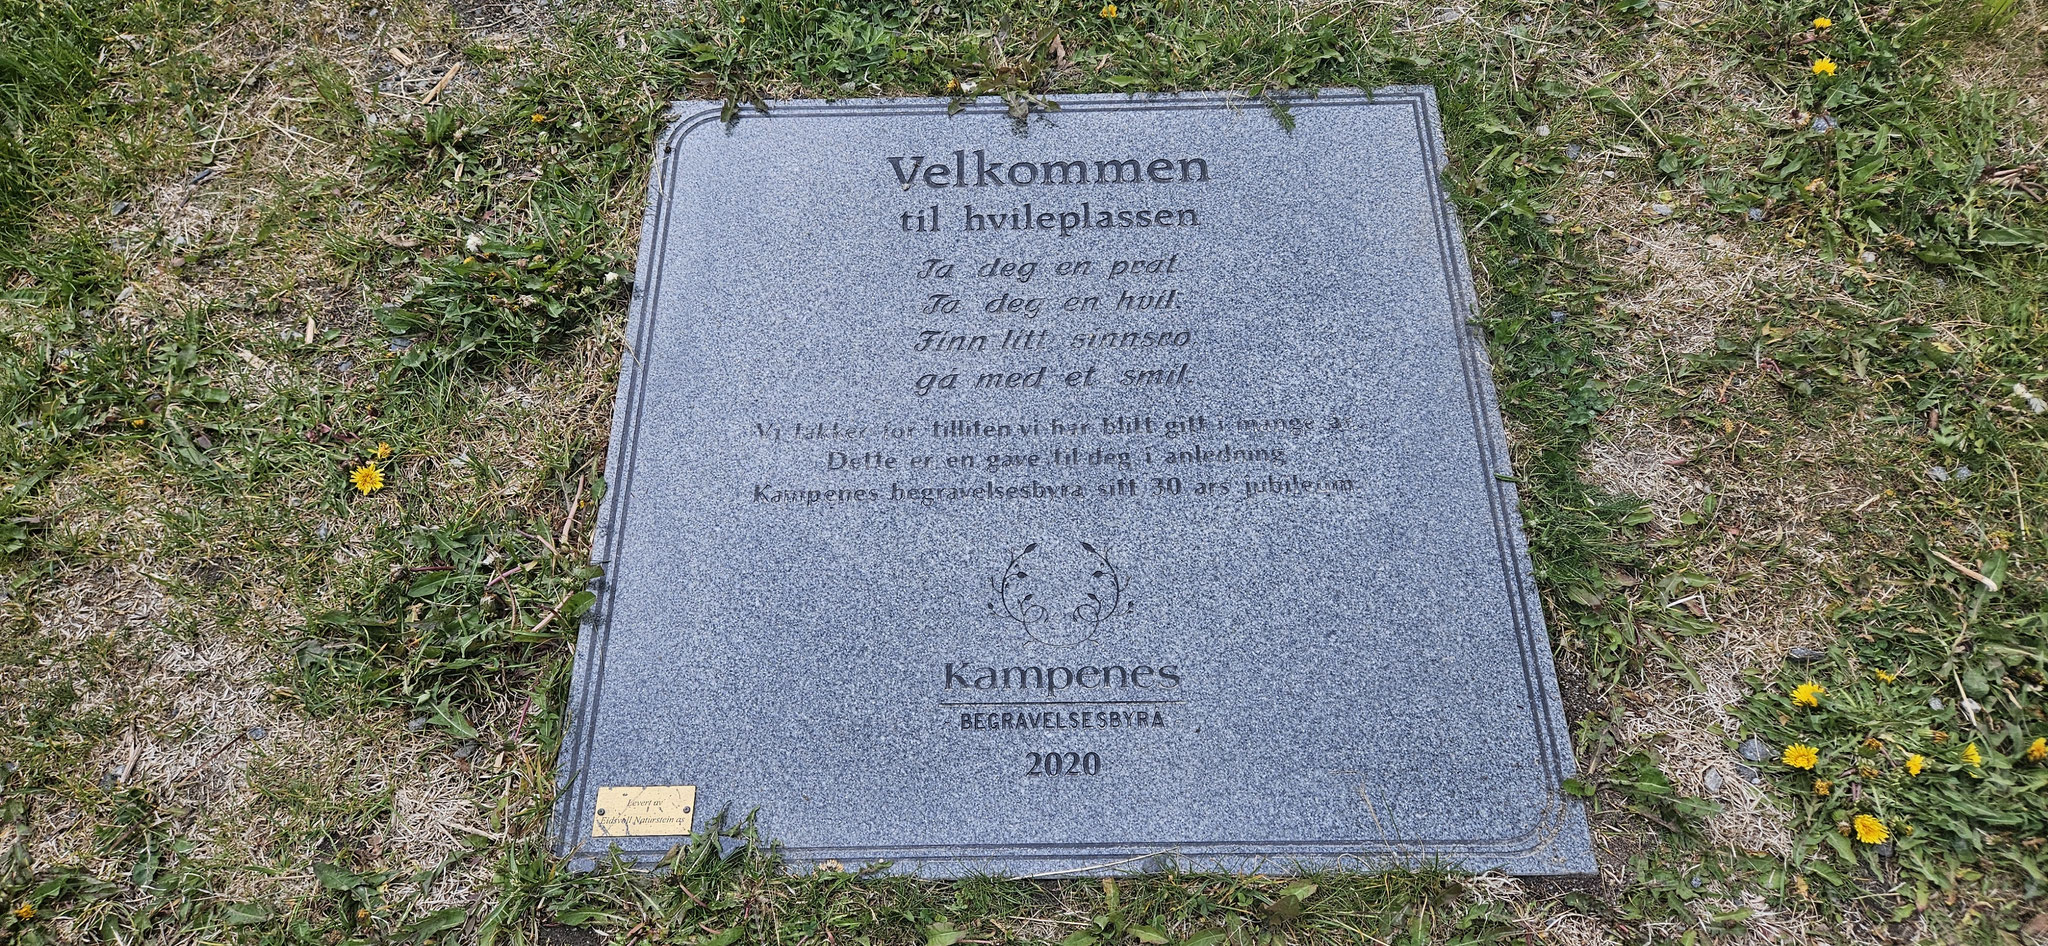 Velkommen
til hvileplassen
Ta deg en prat.
Ta deg en hvil.
Finn litt sinnsro
gå med et smil.
Vi takker for tilliten vi har blitt gitt i mange år.
Dette er en gave til deg i anledning
Kampenes begravelsesbyrå sitt 30 års jubileum.
Kampenes
BEGRAVELSESBYRÅ
2020
Levert av
Eidsvoll Naturstein as